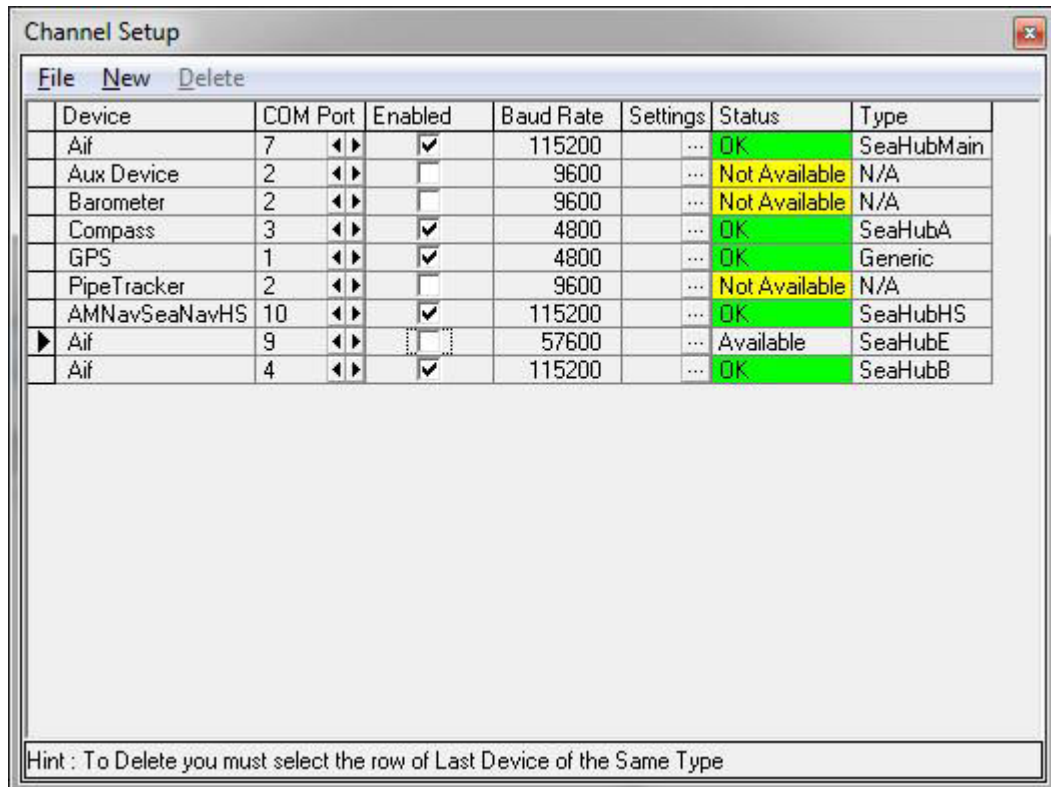 Channel Setup
File New Delete
Device COM Port Enabled Baud Rate Settings Status Type
Aif 7 115200 ... OK SeaHubMain
Aux Device 2 9600 ... Not Available N/A
Barometer 2 9600 ... Not Available N/A
Compass 3 4800 ... OK SeaHubA
GPS 1 4800 ... OK Generic
PipeTracker 2 9600 ... Not Available N/A
AMNavSeaNavHS 10 115200 ... OK SeaHubHS
Aif 9 57600 ... Available SeaHubE
Aif 4 115200 ... OK SeaHubB
Hint : To Delete you must select the row of Last Device of the Same Type